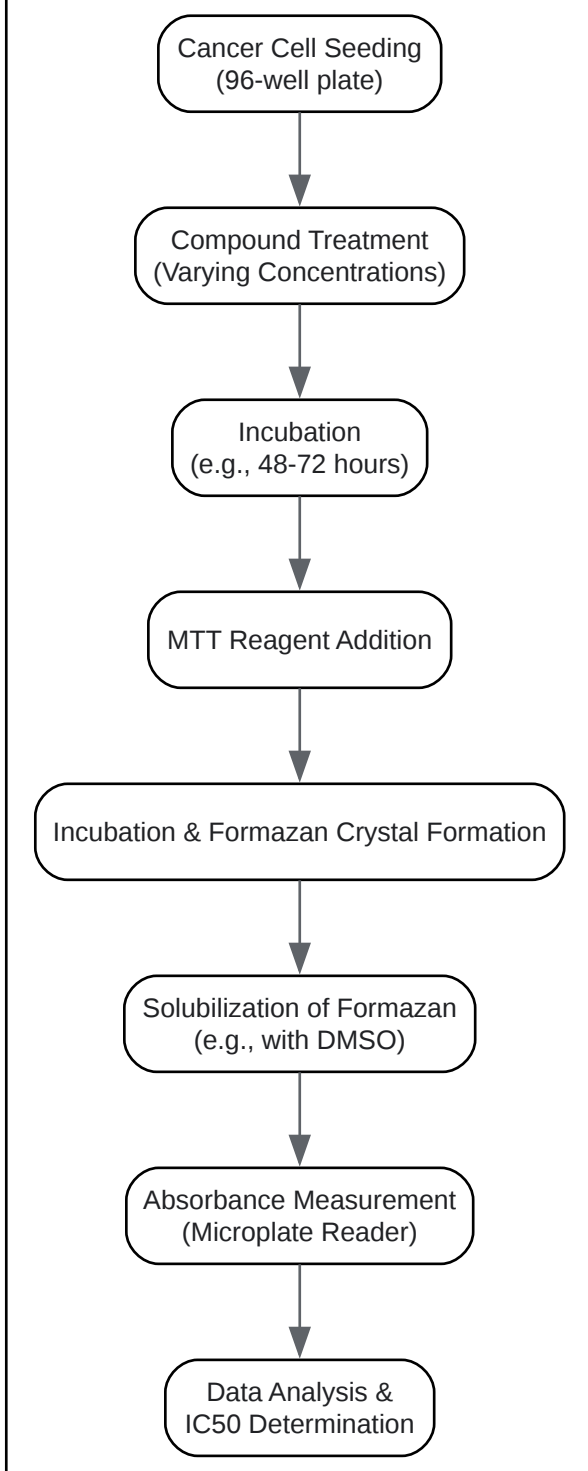 Cancer Cell Seeding
(96-well plate)
Compound Treatment
(Varying Concentrations)
Incubation
(e.g., 48-72 hours)
MTT Reagent Addition
Incubation & Formazan Crystal Formation
Solubilization of Formazan
(e.g., with DMSO)
Absorbance Measurement
(Microplate Reader)
Data Analysis &
IC50 Determination